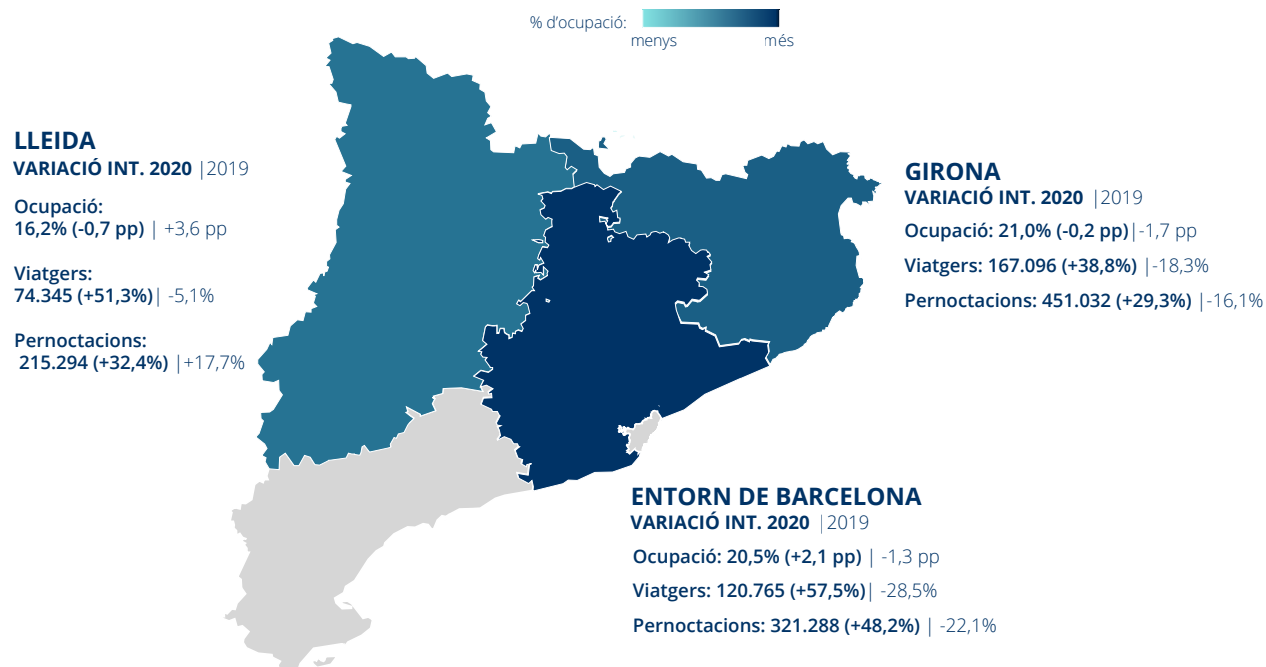 % d’ocupació:
menys més
LLEIDA
VARIACIÓ INT. 2020 |2019
Ocupació:
16,2% (-0,7 pp) | +3,6 pp
Viatgers:
74.345 (+51,3%)| -5,1%
Pernoctacions:
215.294 (+32,4%) |+17,7%
GIRONA
VARIACIÓ INT. 2020 |2019
Ocupació: 21,0% (-0,2 pp)|-1,7 pp
Viatgers: 167.096 (+38,8%) |-18,3%
Pernoctacions: 451.032 (+29,3%) |-16,1%
ENTORN DE BARCELONA
VARIACIÓ INT. 2020 |2019
Ocupació: 20,5% (+2,1 pp) | -1,3 pp
Viatgers: 120.765 (+57,5%)| -28,5%
Pernoctacions: 321.288 (+48,2%) | -22,1%